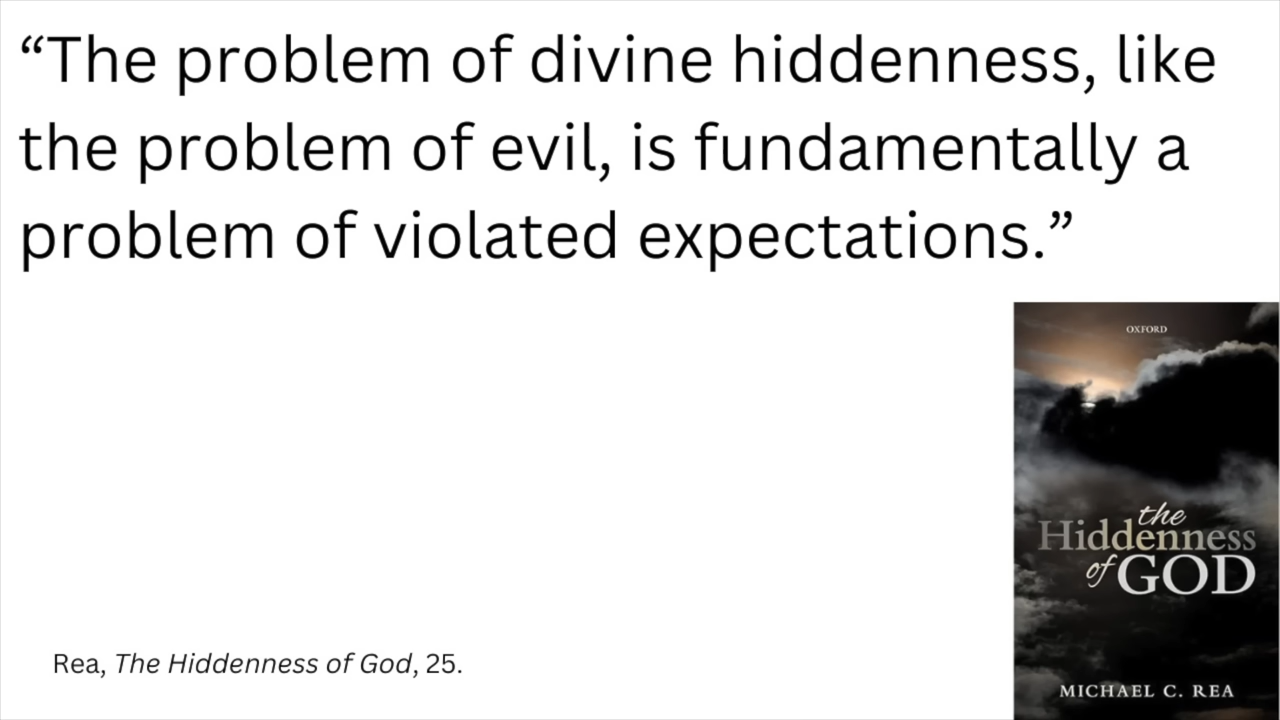 “The problem of divine hiddenness, like
the problem of evil, is fundamentally a
problem of violated expectations.”
OXFORD
the
Hiddenness
of GOD
MICHAEL C. REA
Rea, The Hiddenness of God, 25.